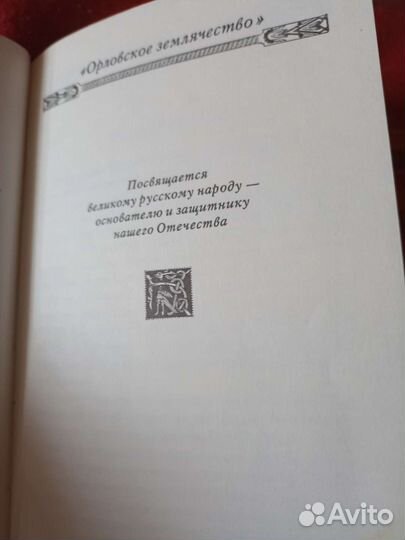 «Орловское землячество»
Посвящается
великому русскому народу —
основателю и защитнику
нашего Отечества
Avito